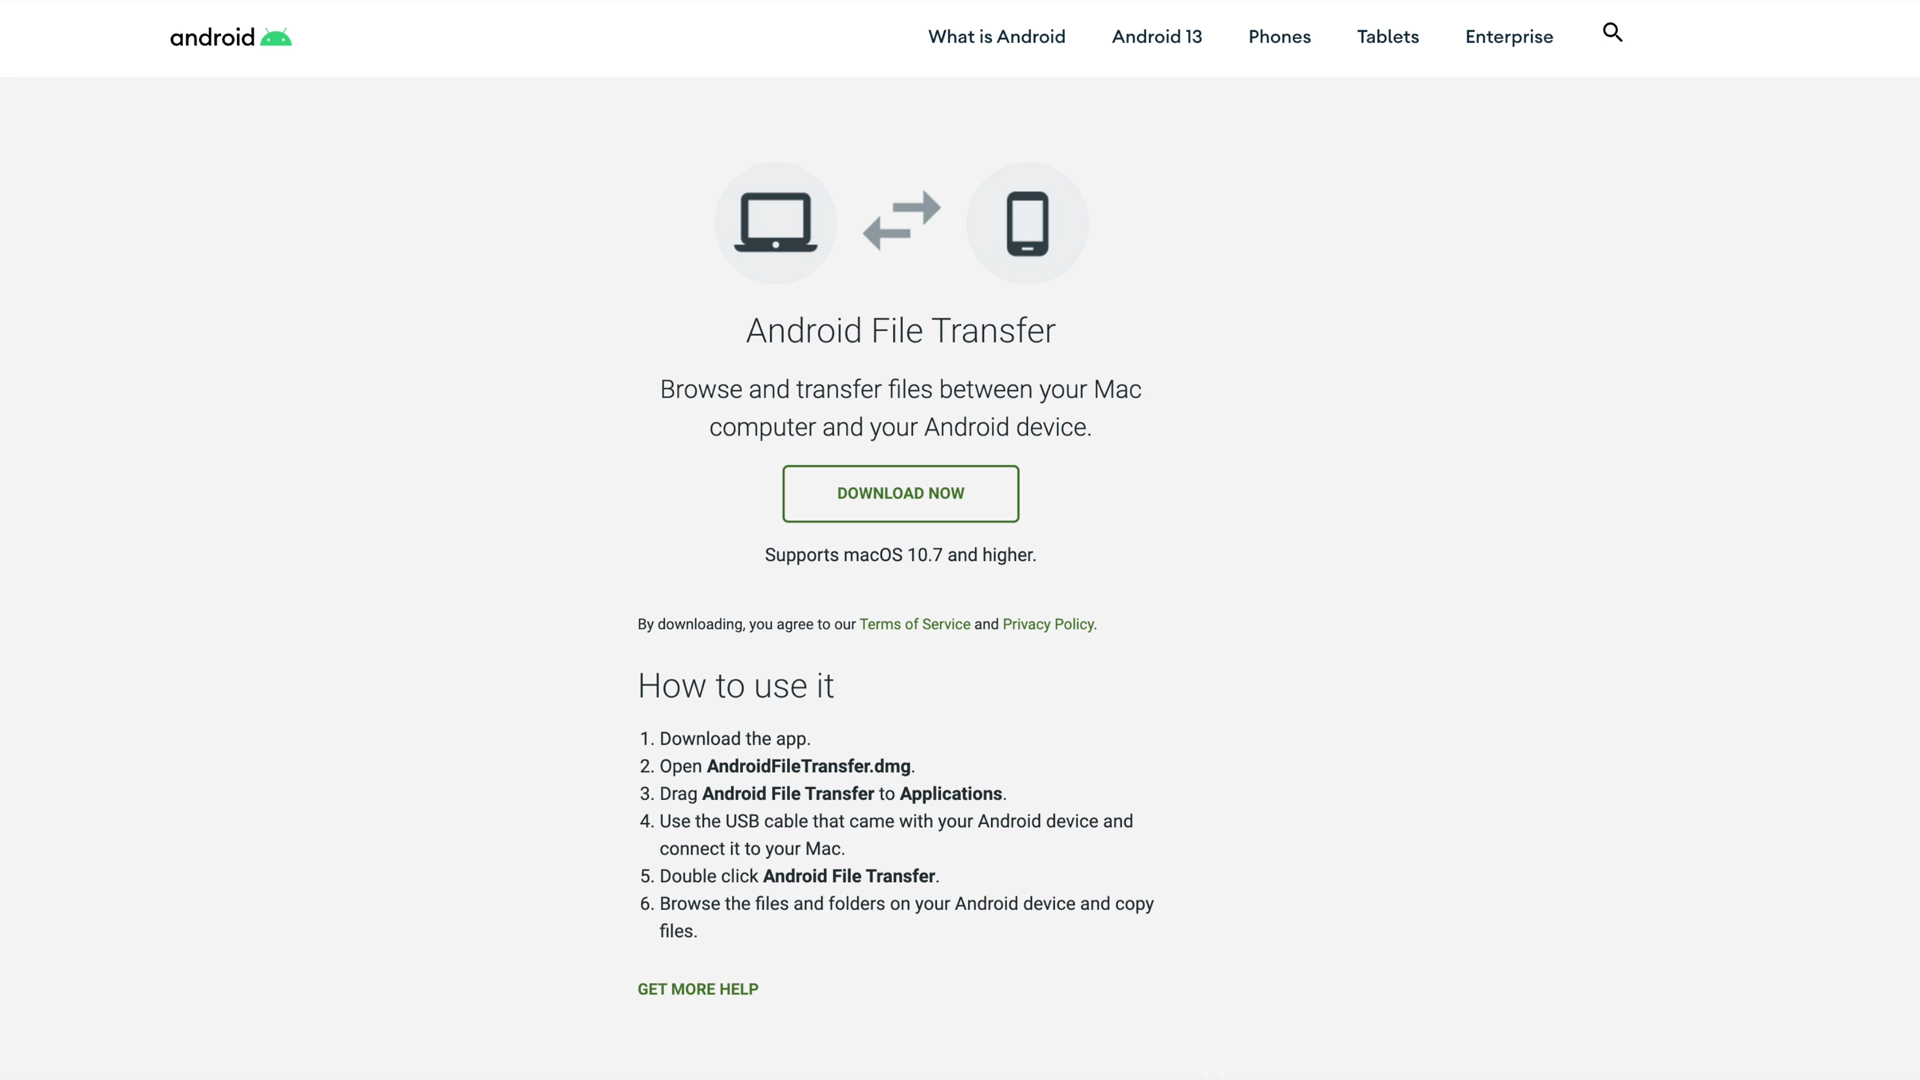 android
What is Android
Android 13
Phones
Tablets
Enterprise
Android File Transfer
Browse and transfer files between your Mac
computer and your Android device.
DOWNLOAD NOW
Supports macOS 10.7 and higher.
By downloading, you agree to our Terms of Service and Privacy Policy.
How to use it
1. Download the app.
2. Open AndroidFileTransfer.dmg.
3. Drag Android File Transfer to Applications.
4. Use the USB cable that came with your Android device and
connect it to your Mac.
5. Double click Android File Transfer.
6. Browse the files and folders on your Android device and copy
files.
GET MORE HELP